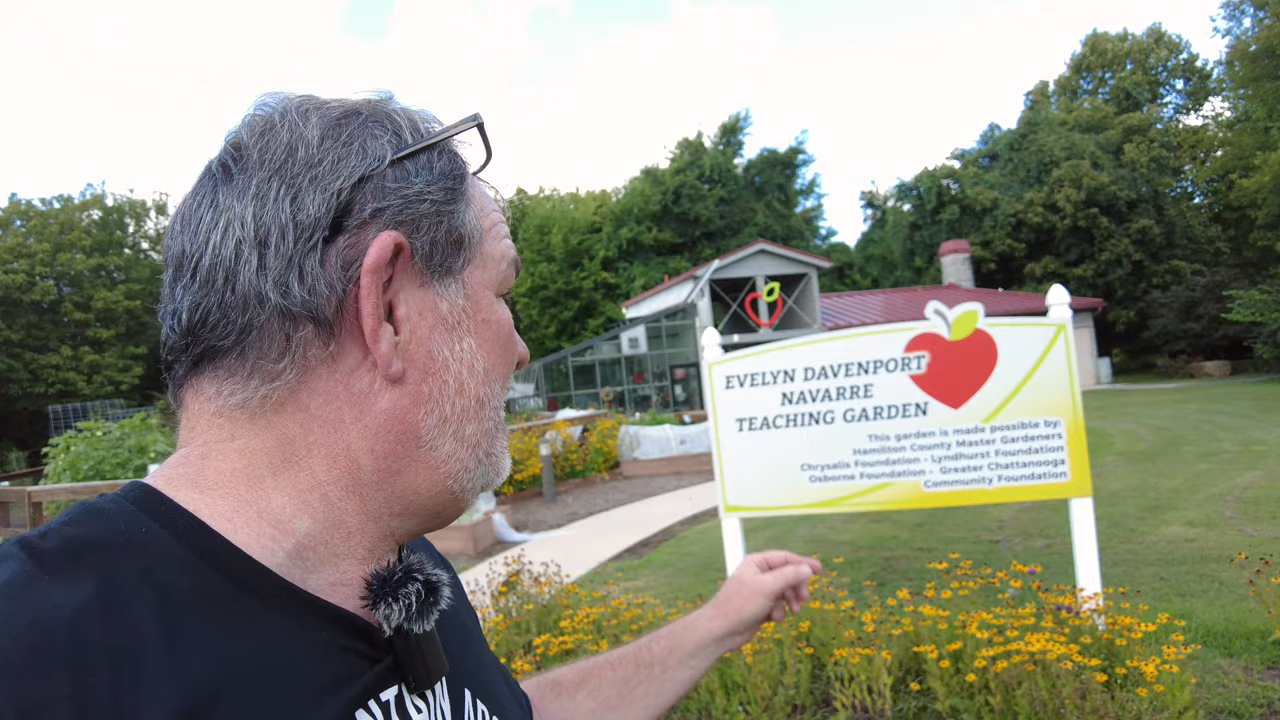 EVELYN DAVENPORT
NAVARRE
TEACHING GARDEN
This garden is made possible by:
Hamilton County Master Gardeners
Chrysalis Foundation - Lyndhurst Foundation
Osborne Foundation - Greater Chattanooga
Community Foundation